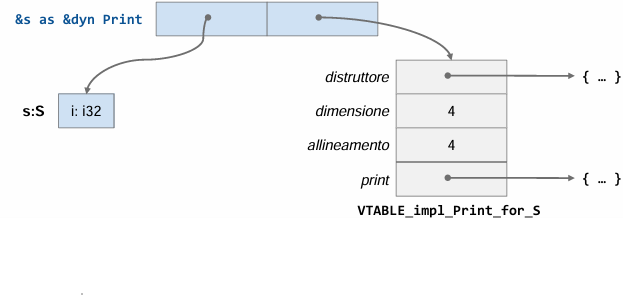 &s as &dyn Print
distruttore
{ … }
s:S
i: i32
dimensione
4
allineamento
4
print
{ … }
VTABLE_impl_Print_for_S